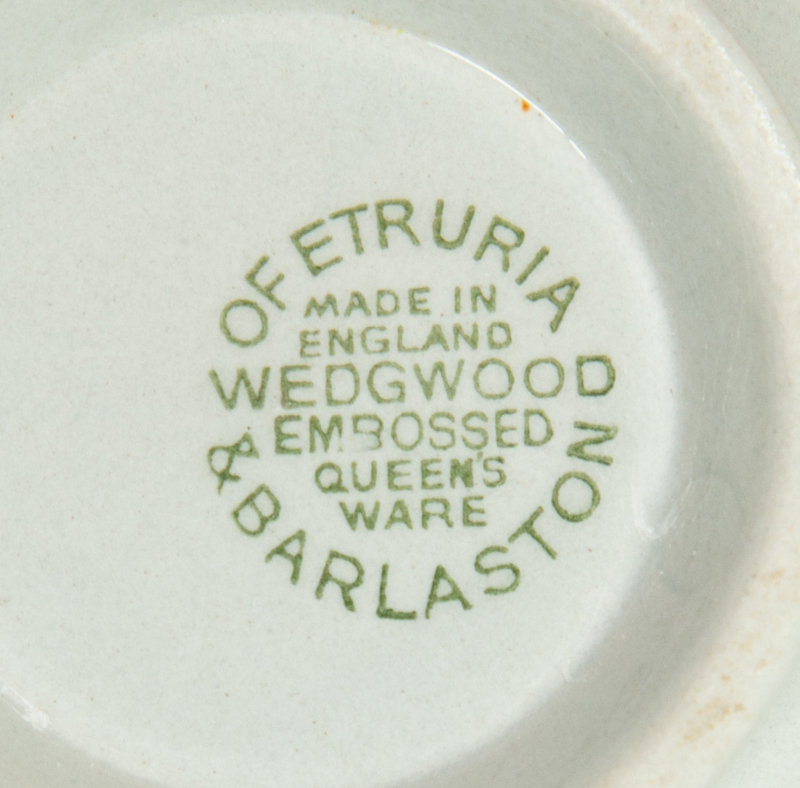 OF ETRURIA
MADE IN
ENGLAND
WEDGWOOD
EMBOSSED
QUEEN'S
WARE
& BARLASTON